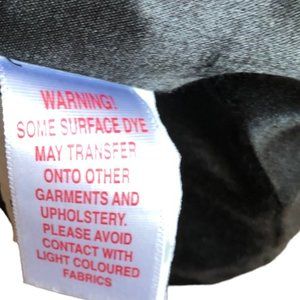 WARNING!
SOME SURFACE DYE
MAY TRANSFER
ONTO OTHER
GARMENTS AND
UPHOLSTERY.
PLEASE AVOID
CONTACT WITH
LIGHT COLOURED
FABRICS